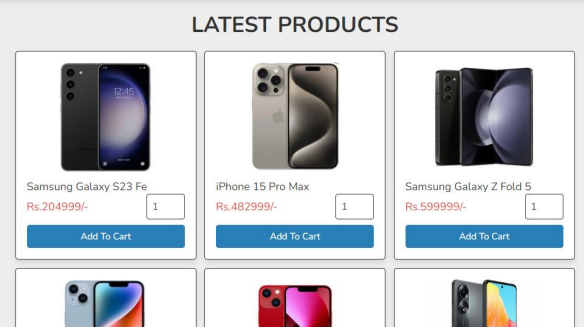 LATEST PRODUCTS
12:45
Samsung Galaxy S23 Fe
Rs.204999/-
1
Add To Cart
iPhone 15 Pro Max
Rs.482999/-
1
Add To Cart
Samsung Galaxy Z Fold 5
Rs.599999/-
1
Add To Cart